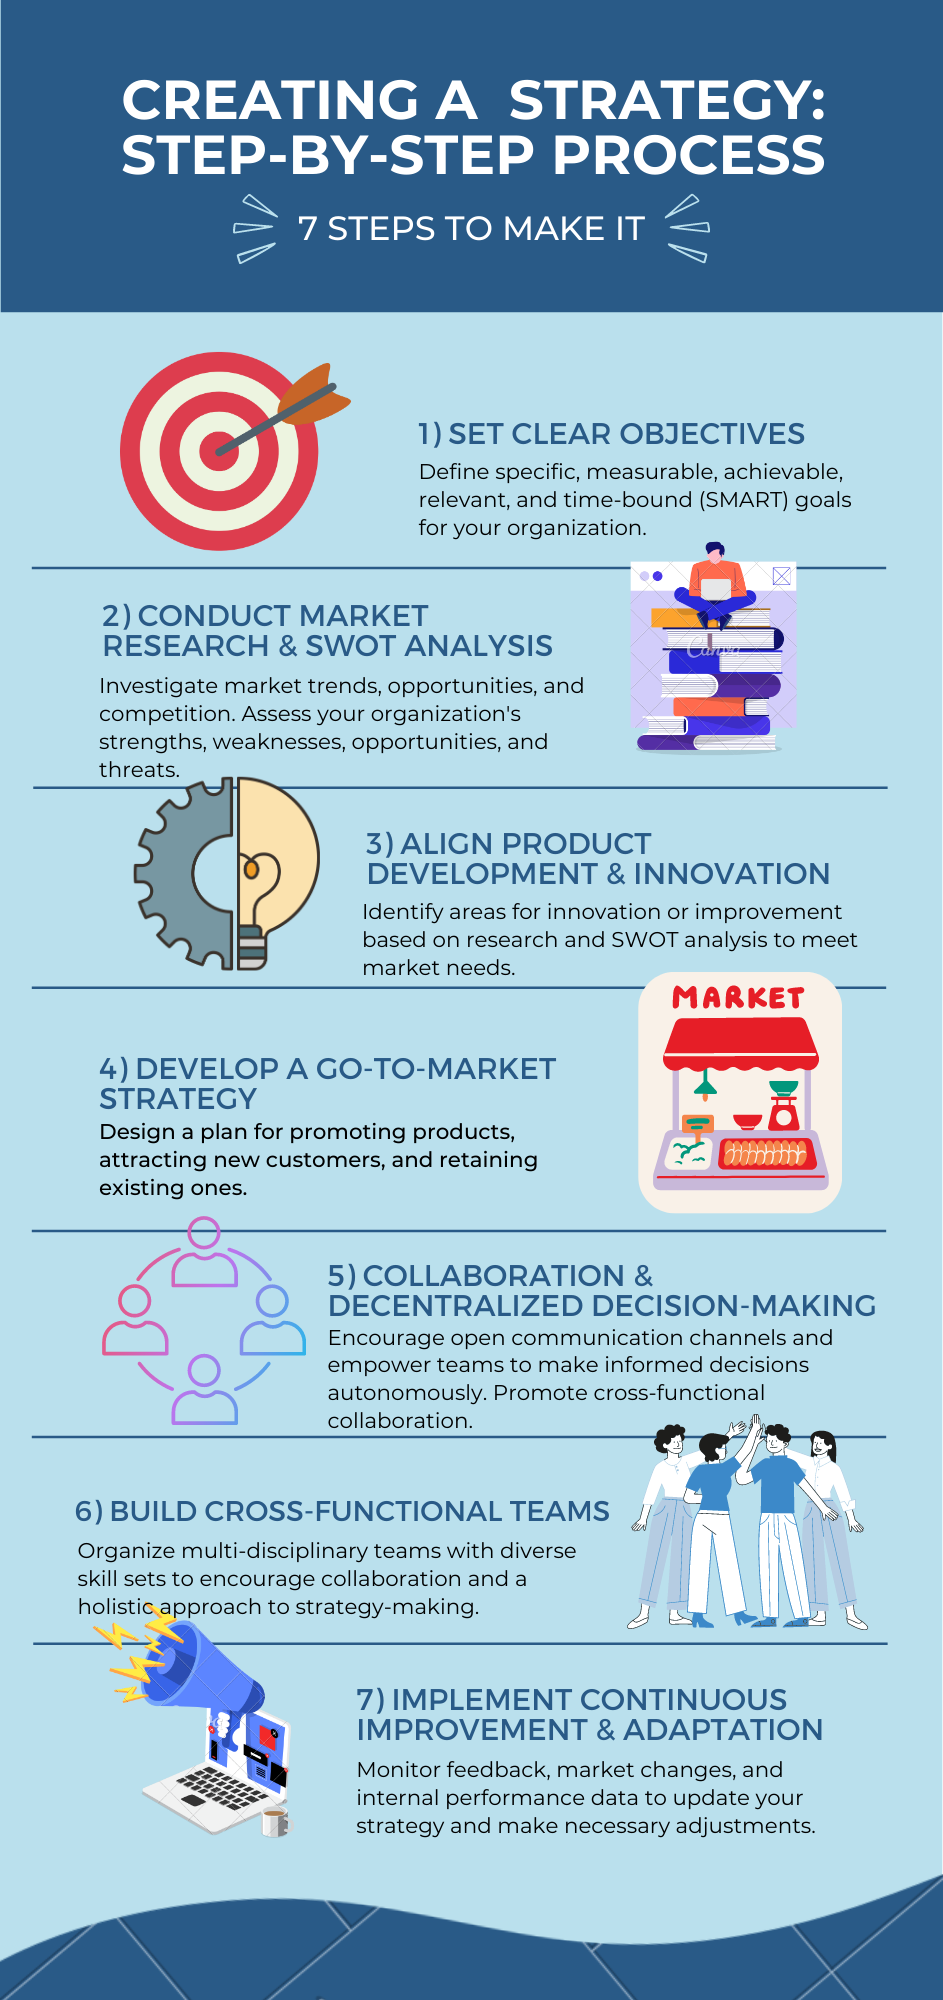 CREATING A STRATEGY:
STEP-BY-STEP PROCESS
7 STEPS TO MAKE IT
1) SET CLEAR OBJECTIVES
Define specific, measurable, achievable,
relevant, and time-bound (SMART) goals
for your organization.
2) CONDUCT MARKET
RESEARCH & SWOT ANALYSIS
Investigate market trends, opportunities, and
competition. Assess your organization's
strengths, weaknesses, opportunities, and
threats.
Canva
3) ALIGN PRODUCT
DEVELOPMENT & INNOVATION
Identify areas for innovation or improvement
based on research and SWOT analysis to meet
market needs.
MARKET
4) DEVELOP A GO-TO-MARKET
STRATEGY
Design a plan for promoting products,
attracting new customers, and retaining
existing ones.
5) COLLABORATION &
DECENTRALIZED DECISION-MAKING
Encourage open communication channels and
empower teams to make informed decisions
autonomously. Promote cross-functional
collaboration.
6) BUILD CROSS-FUNCTIONAL TEAMS
Organize multi-disciplinary teams with diverse
skill sets to encourage collaboration and a
holistic approach to strategy-making.
7) IMPLEMENT CONTINUOUS
IMPROVEMENT & ADAPTATION
Monitor feedback, market changes, and
internal performance data to update your
strategy and make necessary adjustments.